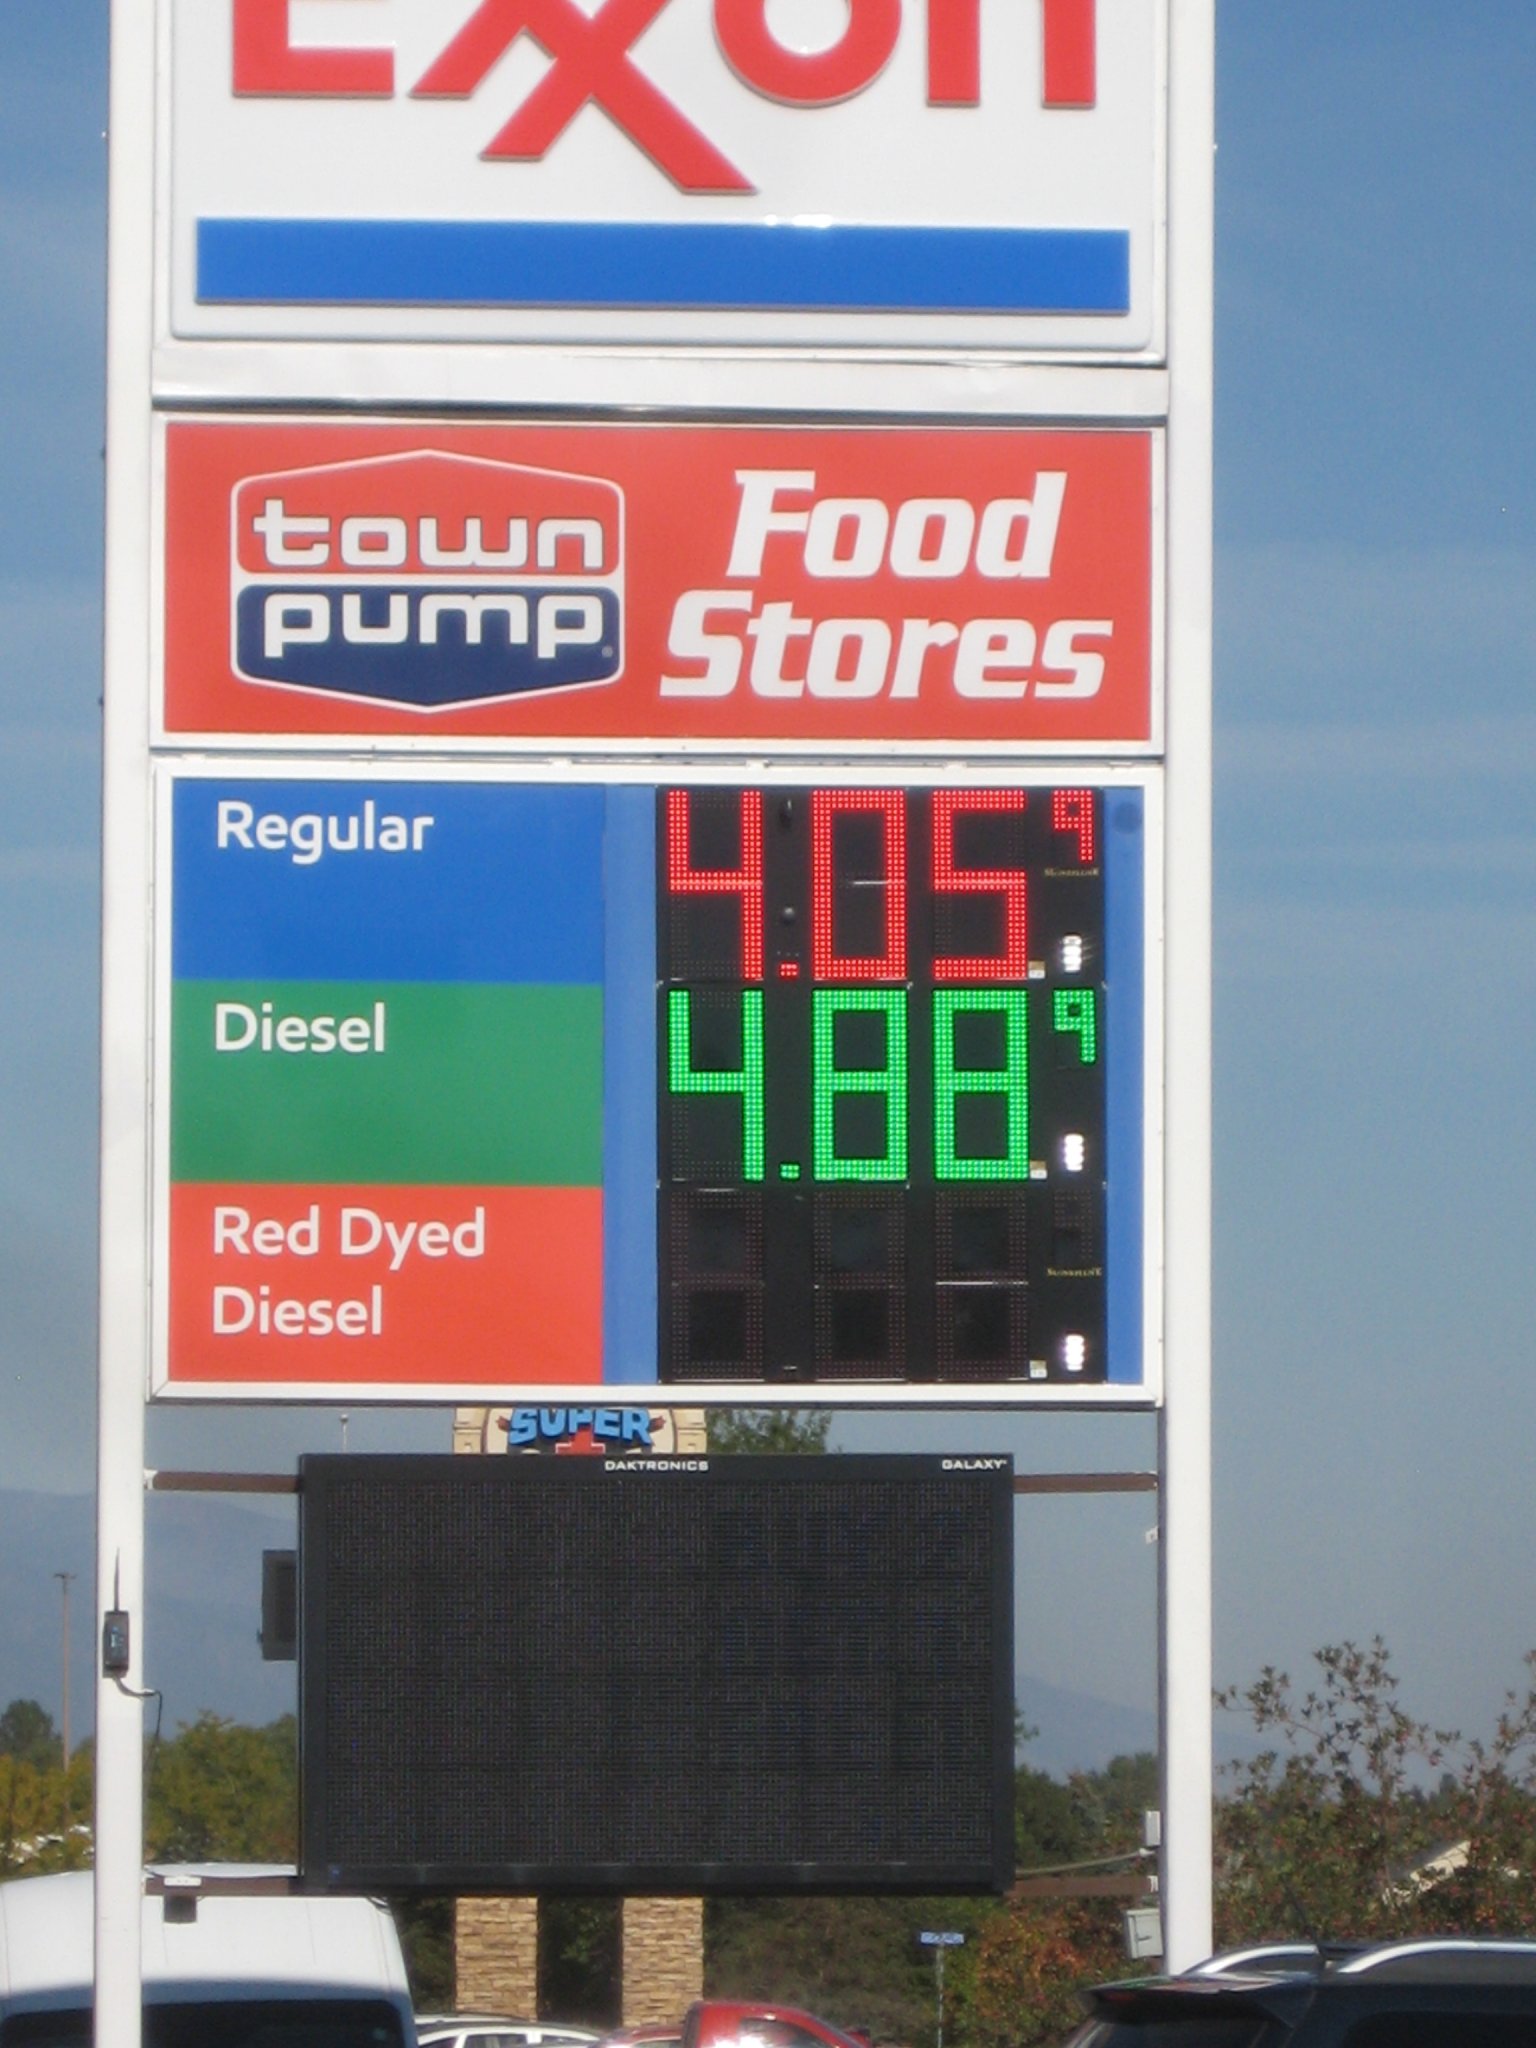 Exxon
town
pump
Food
Stores
Regular
4.05 9
Diesel
4.88 9
Red Dyed
Diesel
SUPER
DAKTRONICS GALAXY